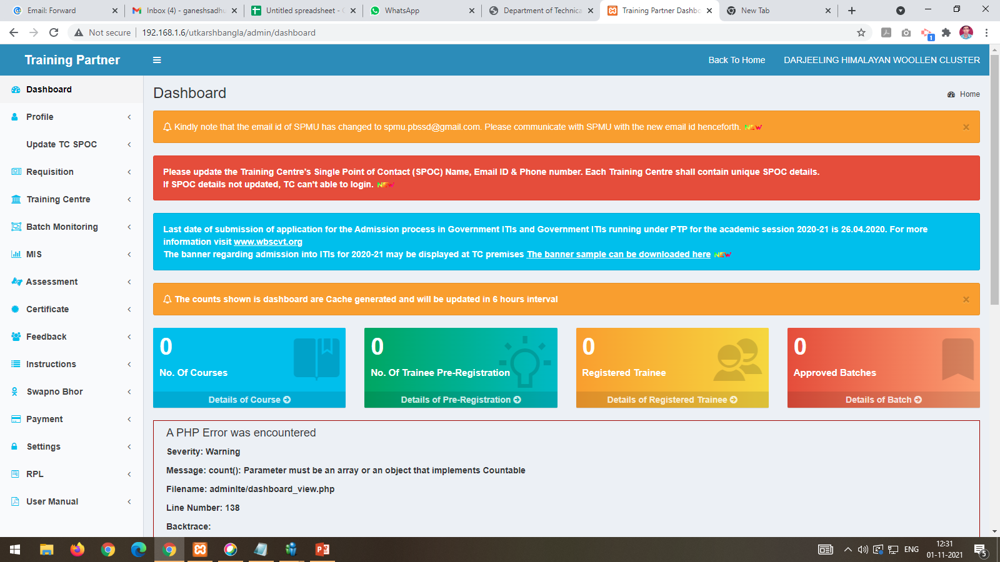 Email: Forward
Inbox (4) - ganeshsadhu
Untitled spreadsheet -
WhatsApp
Department of Technica
Training Partner Dashbo
New Tab
Not secure
192.168.1.6/utkarshbangla/admin/dashboard
1
Training Partner
Back To Home
DARJEELING HIMALAYAN WOOLLEN CLUSTER
Dashboard
Profile
Update TC SPOC
Requisition
Training Centre
Batch Monitoring
MIS
Assessment
Certificate
Feedback
Instructions
Swapno Bhor
Payment
Settings
RPL
User Manual
Dashboard
Home
Kindly note that the email id of SPMU has changed to spmu.pbssd@gmail.com. Please communicate with SPMU with the new email id henceforth. NEW
Please update the Training Centre's Single Point of Contact (SPOC) Name, Email ID & Phone number. Each Training Centre shall contain unique SPOC details.
If SPOC details not updated, TC can't able to login. NEW
Last date of submission of application for the Admission process in Government ITIs and Government ITIs running under PTP for the academic session 2020-21 is 26.04.2020. For more
information visit www.wbscvt.org
The banner regarding admission into ITIs for 2020-21 may be displayed at TC premises The banner sample can be downloaded here NEW
The counts shown is dashboard are Cache generated and will be updated in 6 hours interval
0
No. Of Courses
Details of Course
0
No. Of Trainee Pre-Registration
Details of Pre-Registration
0
Registered Trainee
Details of Registered Trainee
0
Approved Batches
Details of Batch
A PHP Error was encountered
Severity: Warning
Message: count(): Parameter must be an array or an object that implements Countable
Filename: adminlte/dashboard_view.php
Line Number: 138
Backtrace:
ENG
12:31
01-11-2021
5